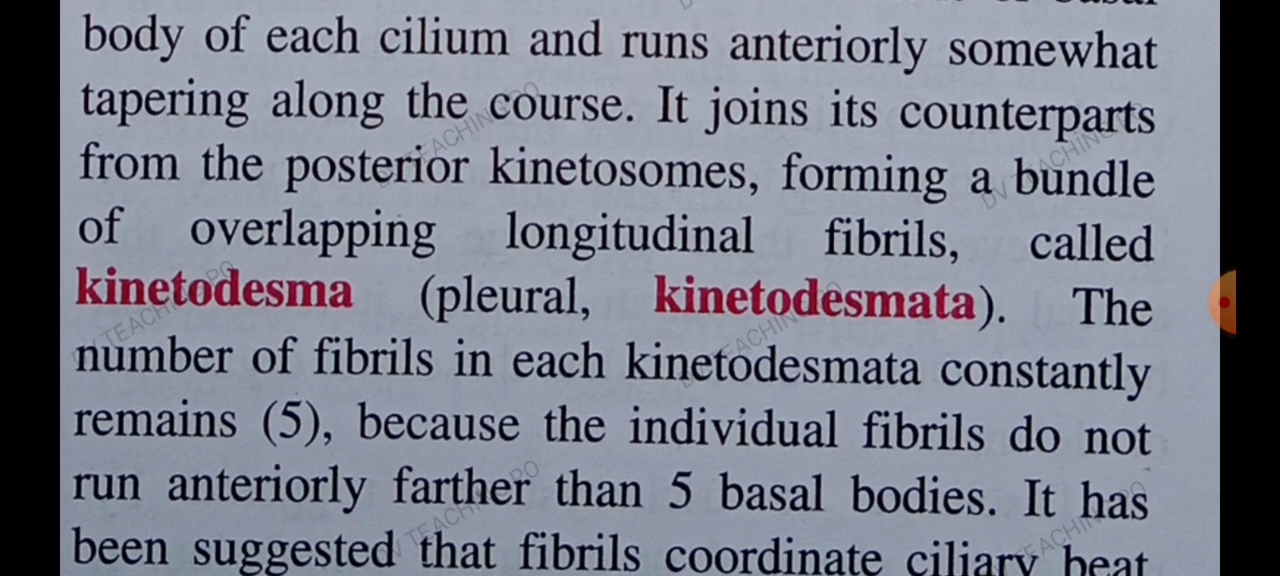 body of each cilium and runs anteriorly somewhat
tapering along the course. It joins its counterparts
from the posterior kinetosomes, forming a bundle
of overlapping longitudinal fibrils, called
kinetodesma (pleural, kinetodesmata). The
number of fibrils in each kinetodesmata constantly
remains (5), because the individual fibrils do not
run anteriorly farther than 5 basal bodies. It has
been suggested that fibrils coordinate ciliary beat